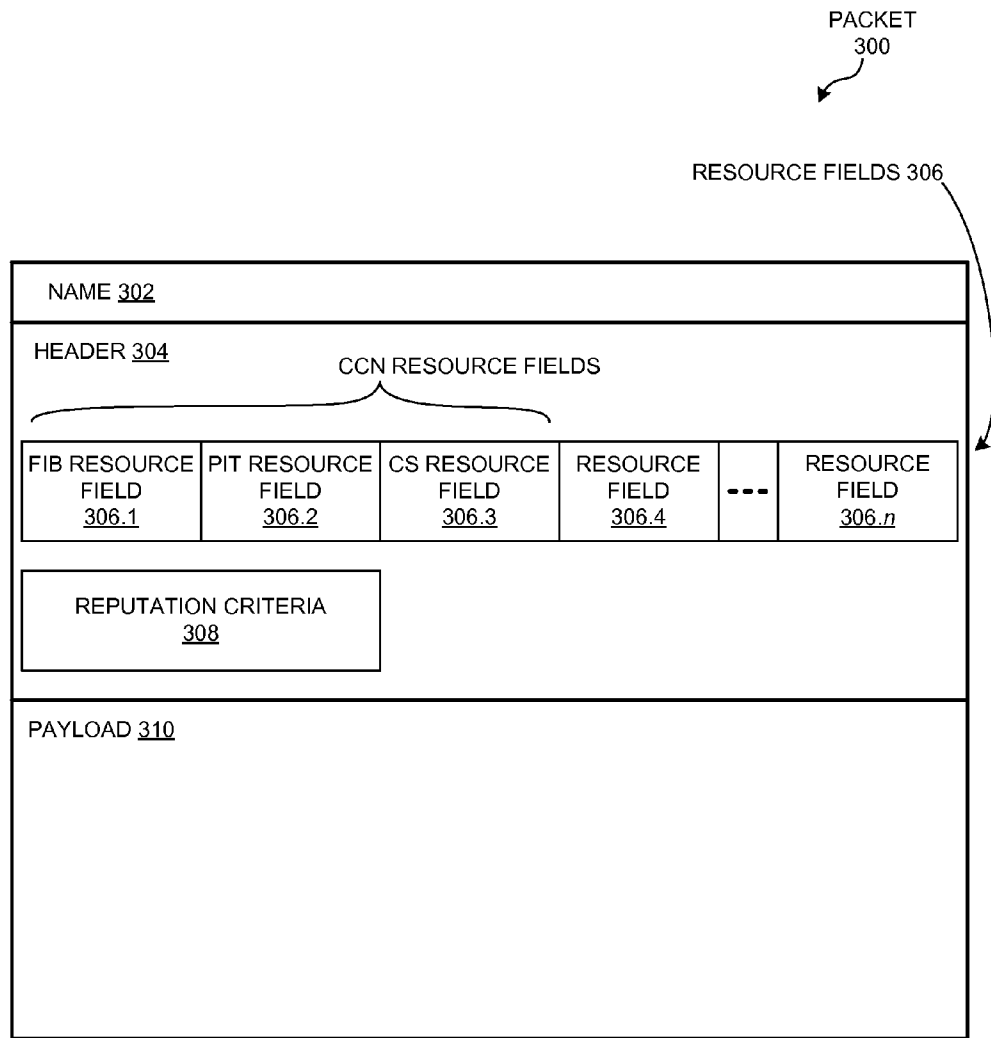 PACKET
300
RESOURCE FIELDS 306
NAME 302
HEADER 304
CCN RESOURCE FIELDS
FIB RESOURCE
FIELD
306.1
PIT RESOURCE
FIELD
306.2
CS RESOURCE
FIELD
306.3
RESOURCE
FIELD
306.4
RESOURCE
FIELD
306.n
REPUTATION CRITERIA
308
PAYLOAD 310